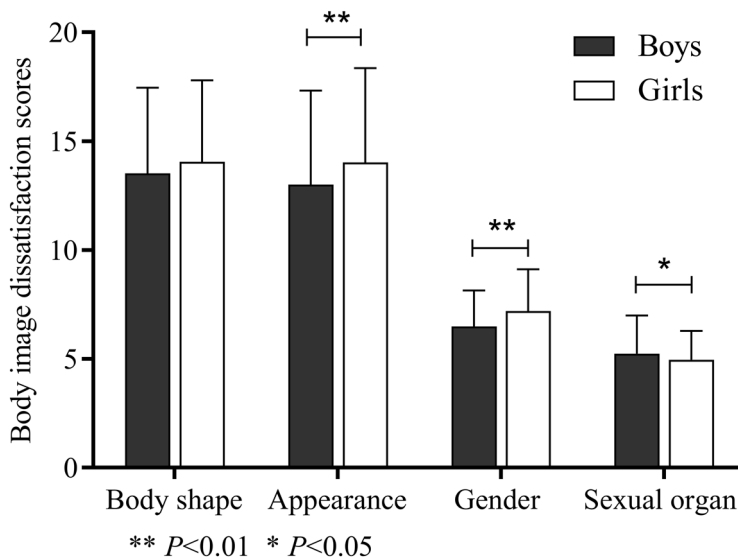 Body image dissatisfaction scores
20
15
10
5
0
**
**
*
Boys
Girls
Body shape Appearance Gender Sexual organ
** P<0.01 * P<0.05